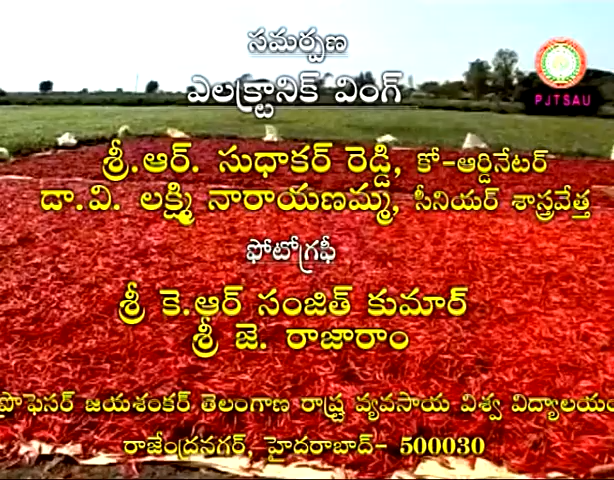 సమర్పణ
ఎలక్ట్రానిక్ వింగ్
PJTSAU
శ్రీ.ఆర్. సుధాకర్ రెడ్డి, కో-ఆర్డినేటర్
డా.వి. లక్ష్మి నారాయణమ్మ, సీనియర్ శాస్త్రవేత్త
ఫోటోగ్రఫీ
శ్రీ కె.ఆర్ సంజిత్ కుమార్
శ్రీ జె. రాజారాం
ప్రొఫెసర్ జయశంకర్ తెలంగాణ రాష్ట్ర వ్యవసాయ విశ్వ విద్యాలయం
రాజేంద్రనగర్, హైదరాబాద్- 500030